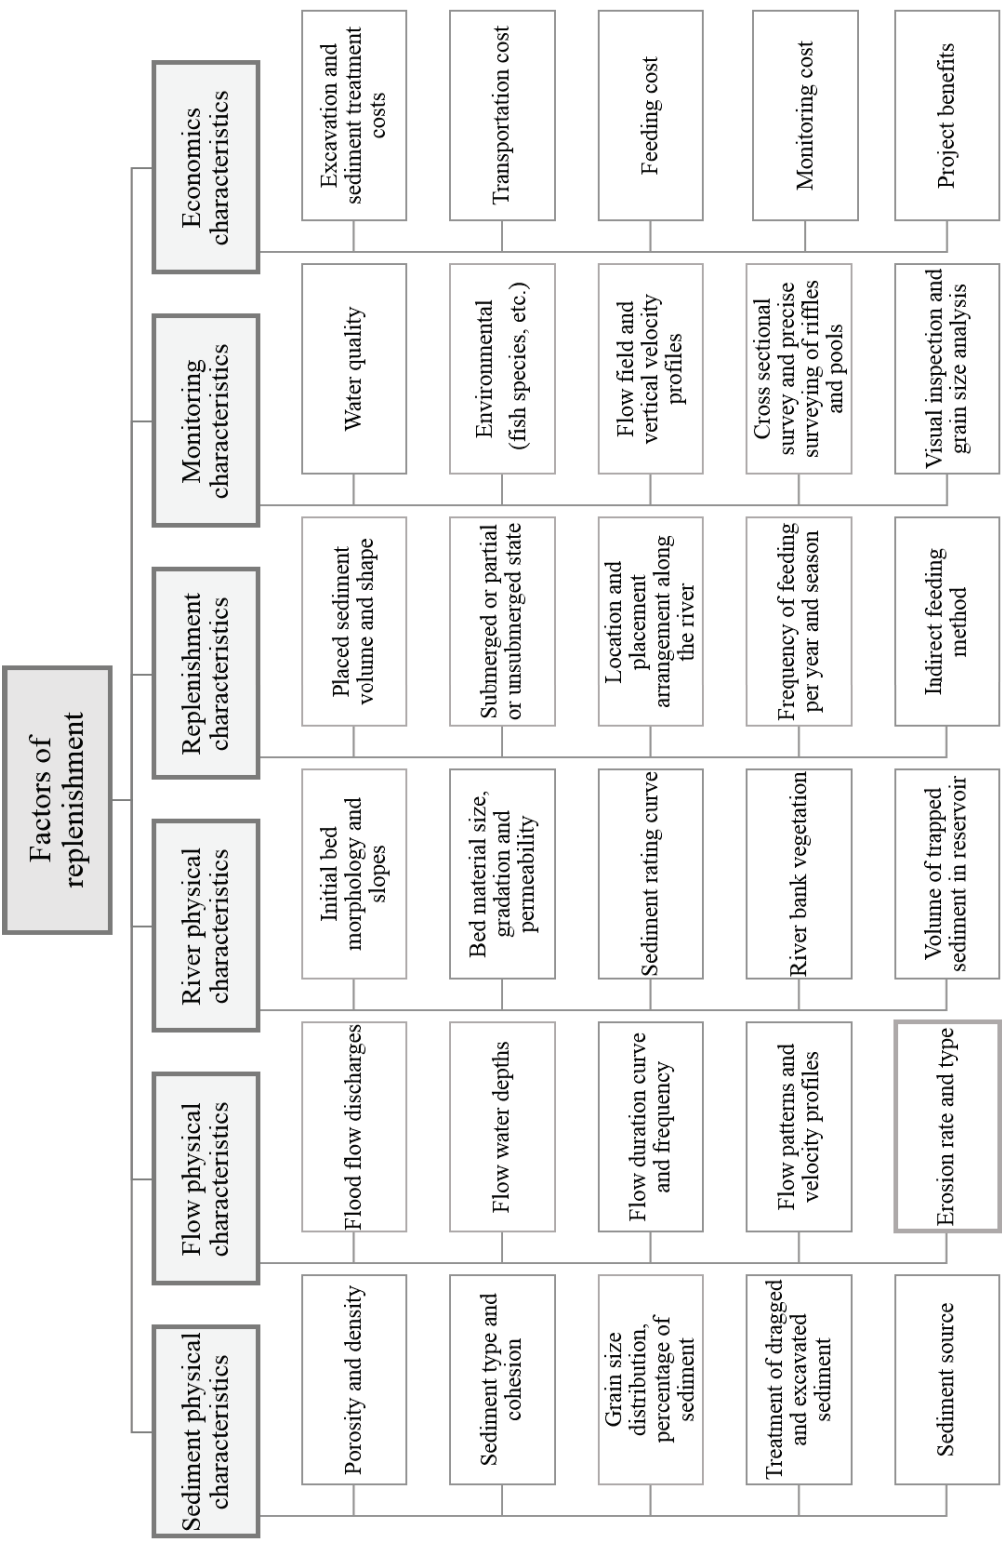 Factors of
replenishment
Sediment physical
characteristics
Porosity and density
Sediment type and
cohesion
Grain size
distribution,
percentage of
sediment
Treatment of dragged
and excavated
sediment
Sediment source
Flow physical
characteristics
Flood flow discharges
Flow water depths
Flow duration curve
and frequency
Flow patterns and
velocity profiles
Erosion rate and type
River physical
characteristics
Initial bed
morphology and
slopes
Bed material size,
gradation and
permeability
Sediment rating curve
River bank vegetation
Volume of trapped
sediment in reservoir
Replenishment
characteristics
Placed sediment
volume and shape
Submerged or partial
or unsubmerged state
Location and
placement
arrangement along
the river
Frequency of feeding
per year and season
Indirect feeding
method
Monitoring
characteristics
Water quality
Environmental
(fish species, etc.)
Flow field and
vertical velocity
profiles
Cross sectional
survey and precise
surveying of riffles
and pools
Visual inspection and
grain size analysis
Economics
characteristics
Excavation and
sediment treatment
costs
Transportation cost
Feeding cost
Monitoring cost
Project benefits